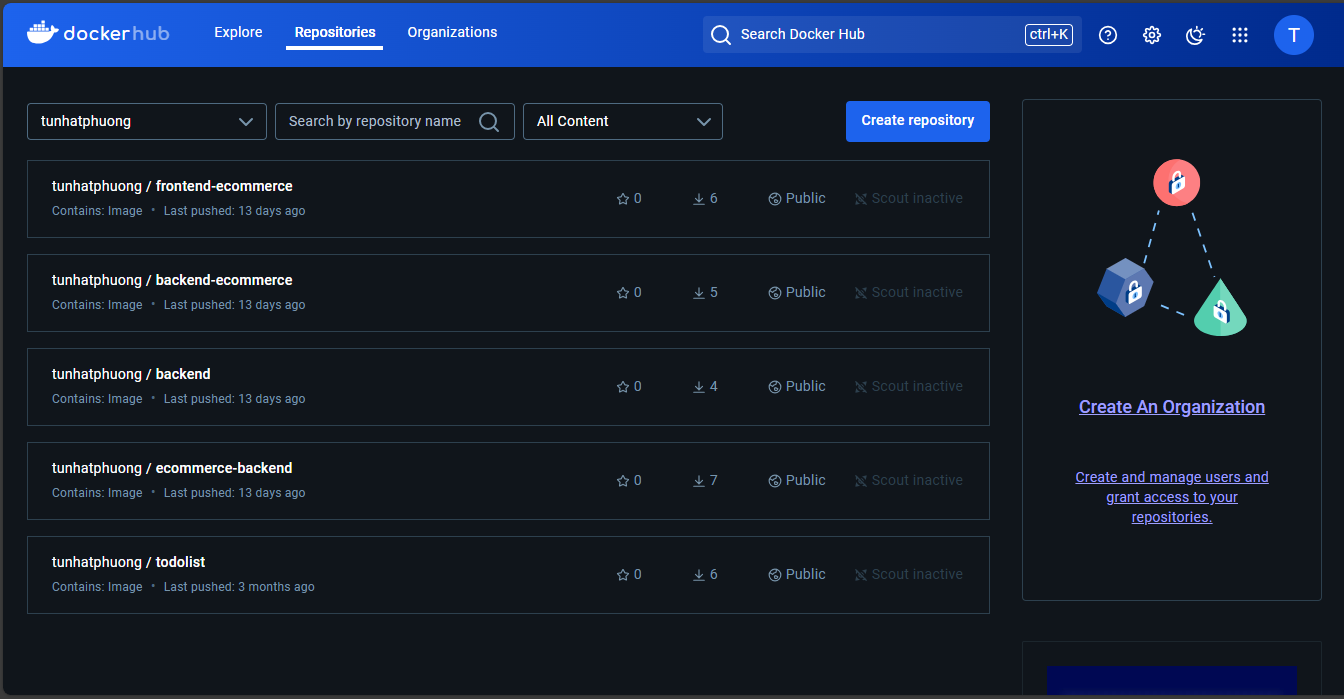 dockerhub Explore Repositories Organizations Search Docker Hub ctrl+K T
tunhatphuong Search by repository name All Content Create repository
tunhatphuong / frontend-ecommerce
Contains: Image • Last pushed: 13 days ago
0 6 Public Scout inactive
tunhatphuong / backend-ecommerce
Contains: Image • Last pushed: 13 days ago
0 5 Public Scout inactive
tunhatphuong / backend
Contains: Image • Last pushed: 13 days ago
0 4 Public Scout inactive
tunhatphuong / ecommerce-backend
Contains: Image • Last pushed: 13 days ago
0 7 Public Scout inactive
tunhatphuong / todolist
Contains: Image • Last pushed: 3 months ago
0 6 Public Scout inactive
Create An Organization
Create and manage users and
grant access to your
repositories.